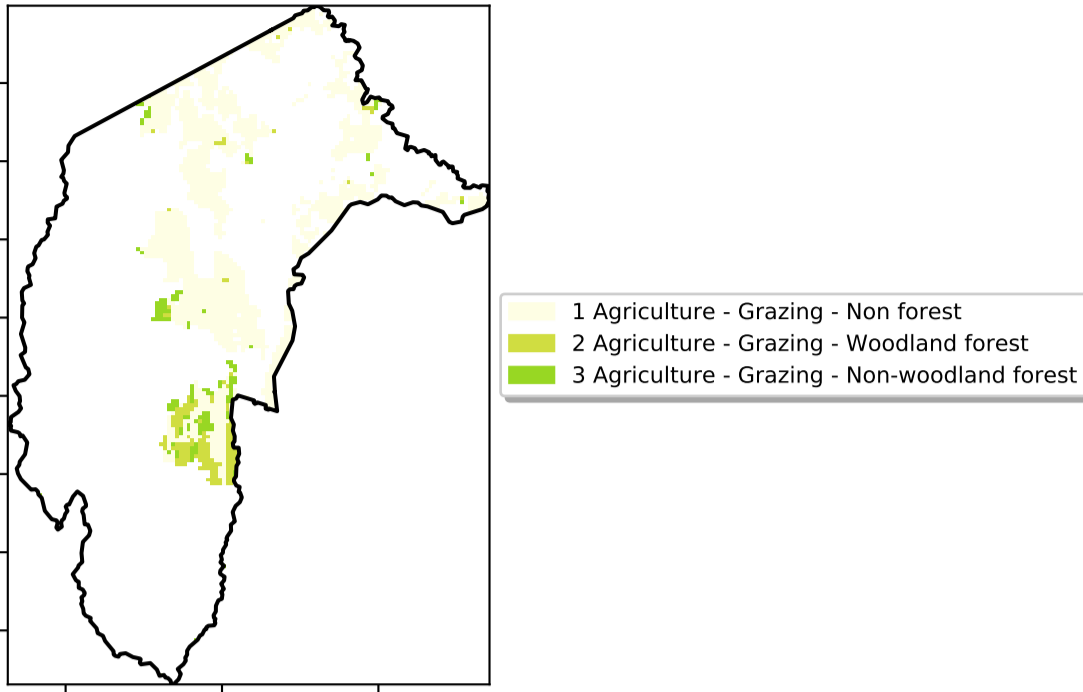 1 Agriculture - Grazing - Non forest
2 Agriculture - Grazing - Woodland forest
3 Agriculture - Grazing - Non-woodland forest